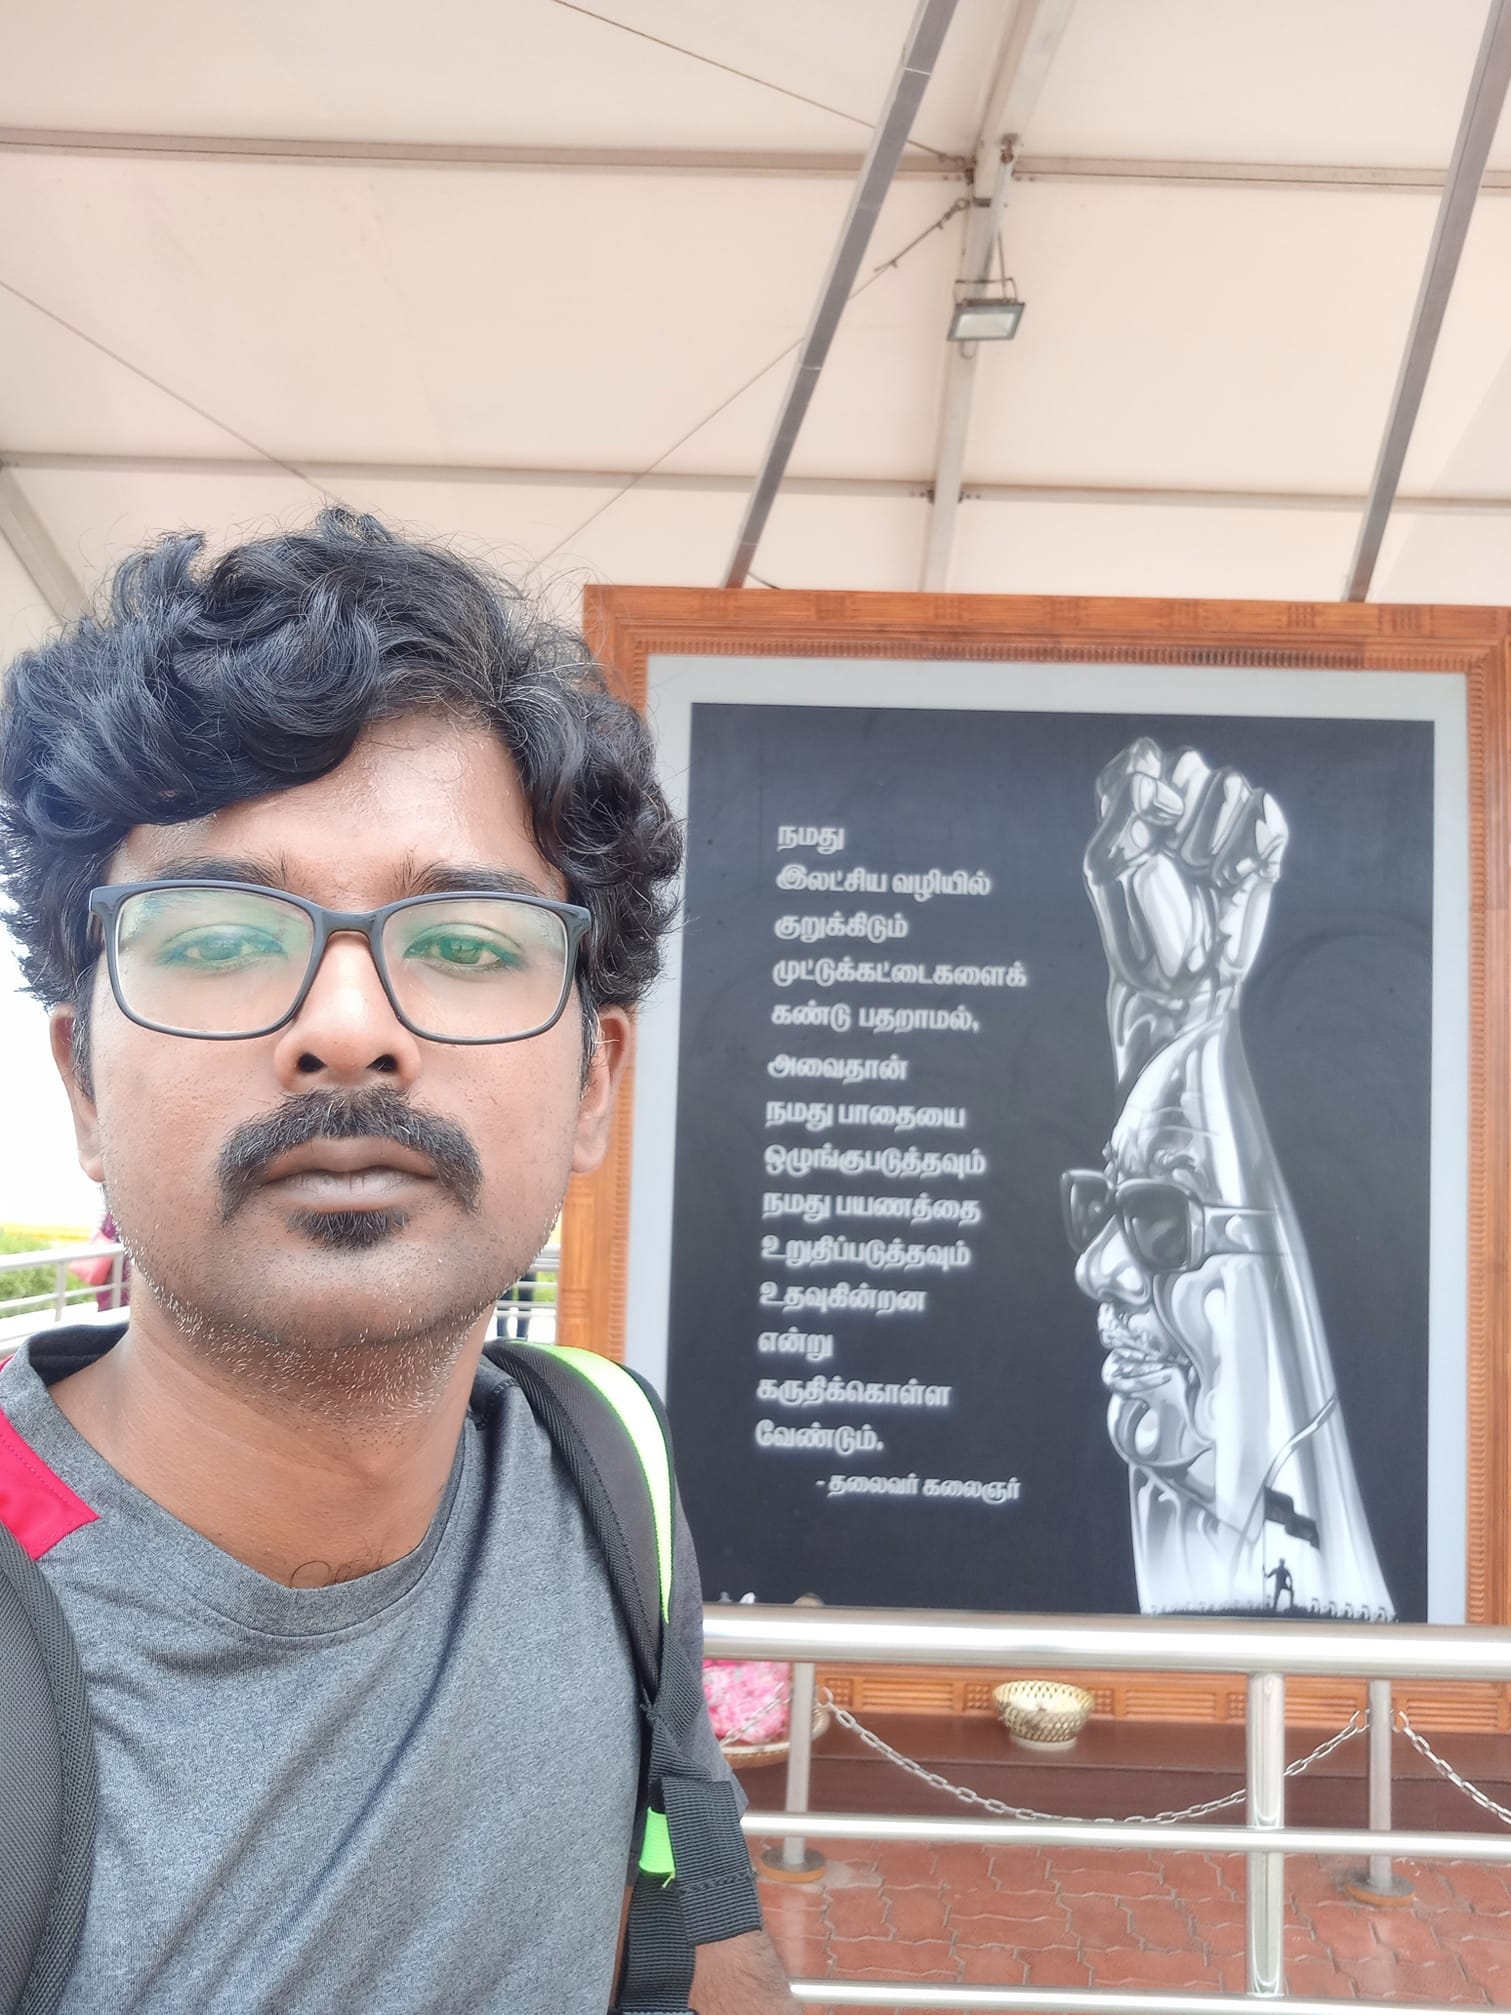 நமது
இலட்சிய வழியில்
குறுக்கிடும்
முட்டுக்கட்டைகளைக்
கண்டு பதறாமல்,
அவைதான்
நமது பாதையை
ஒழுங்குபடுத்தவும்
நமது பயணத்தை
உறுதிப்படுத்தவும்
உதவுகின்றன
என்று
கருதிக்கொள்ள
வேண்டும்.
- தலைவர் கலைஞர்